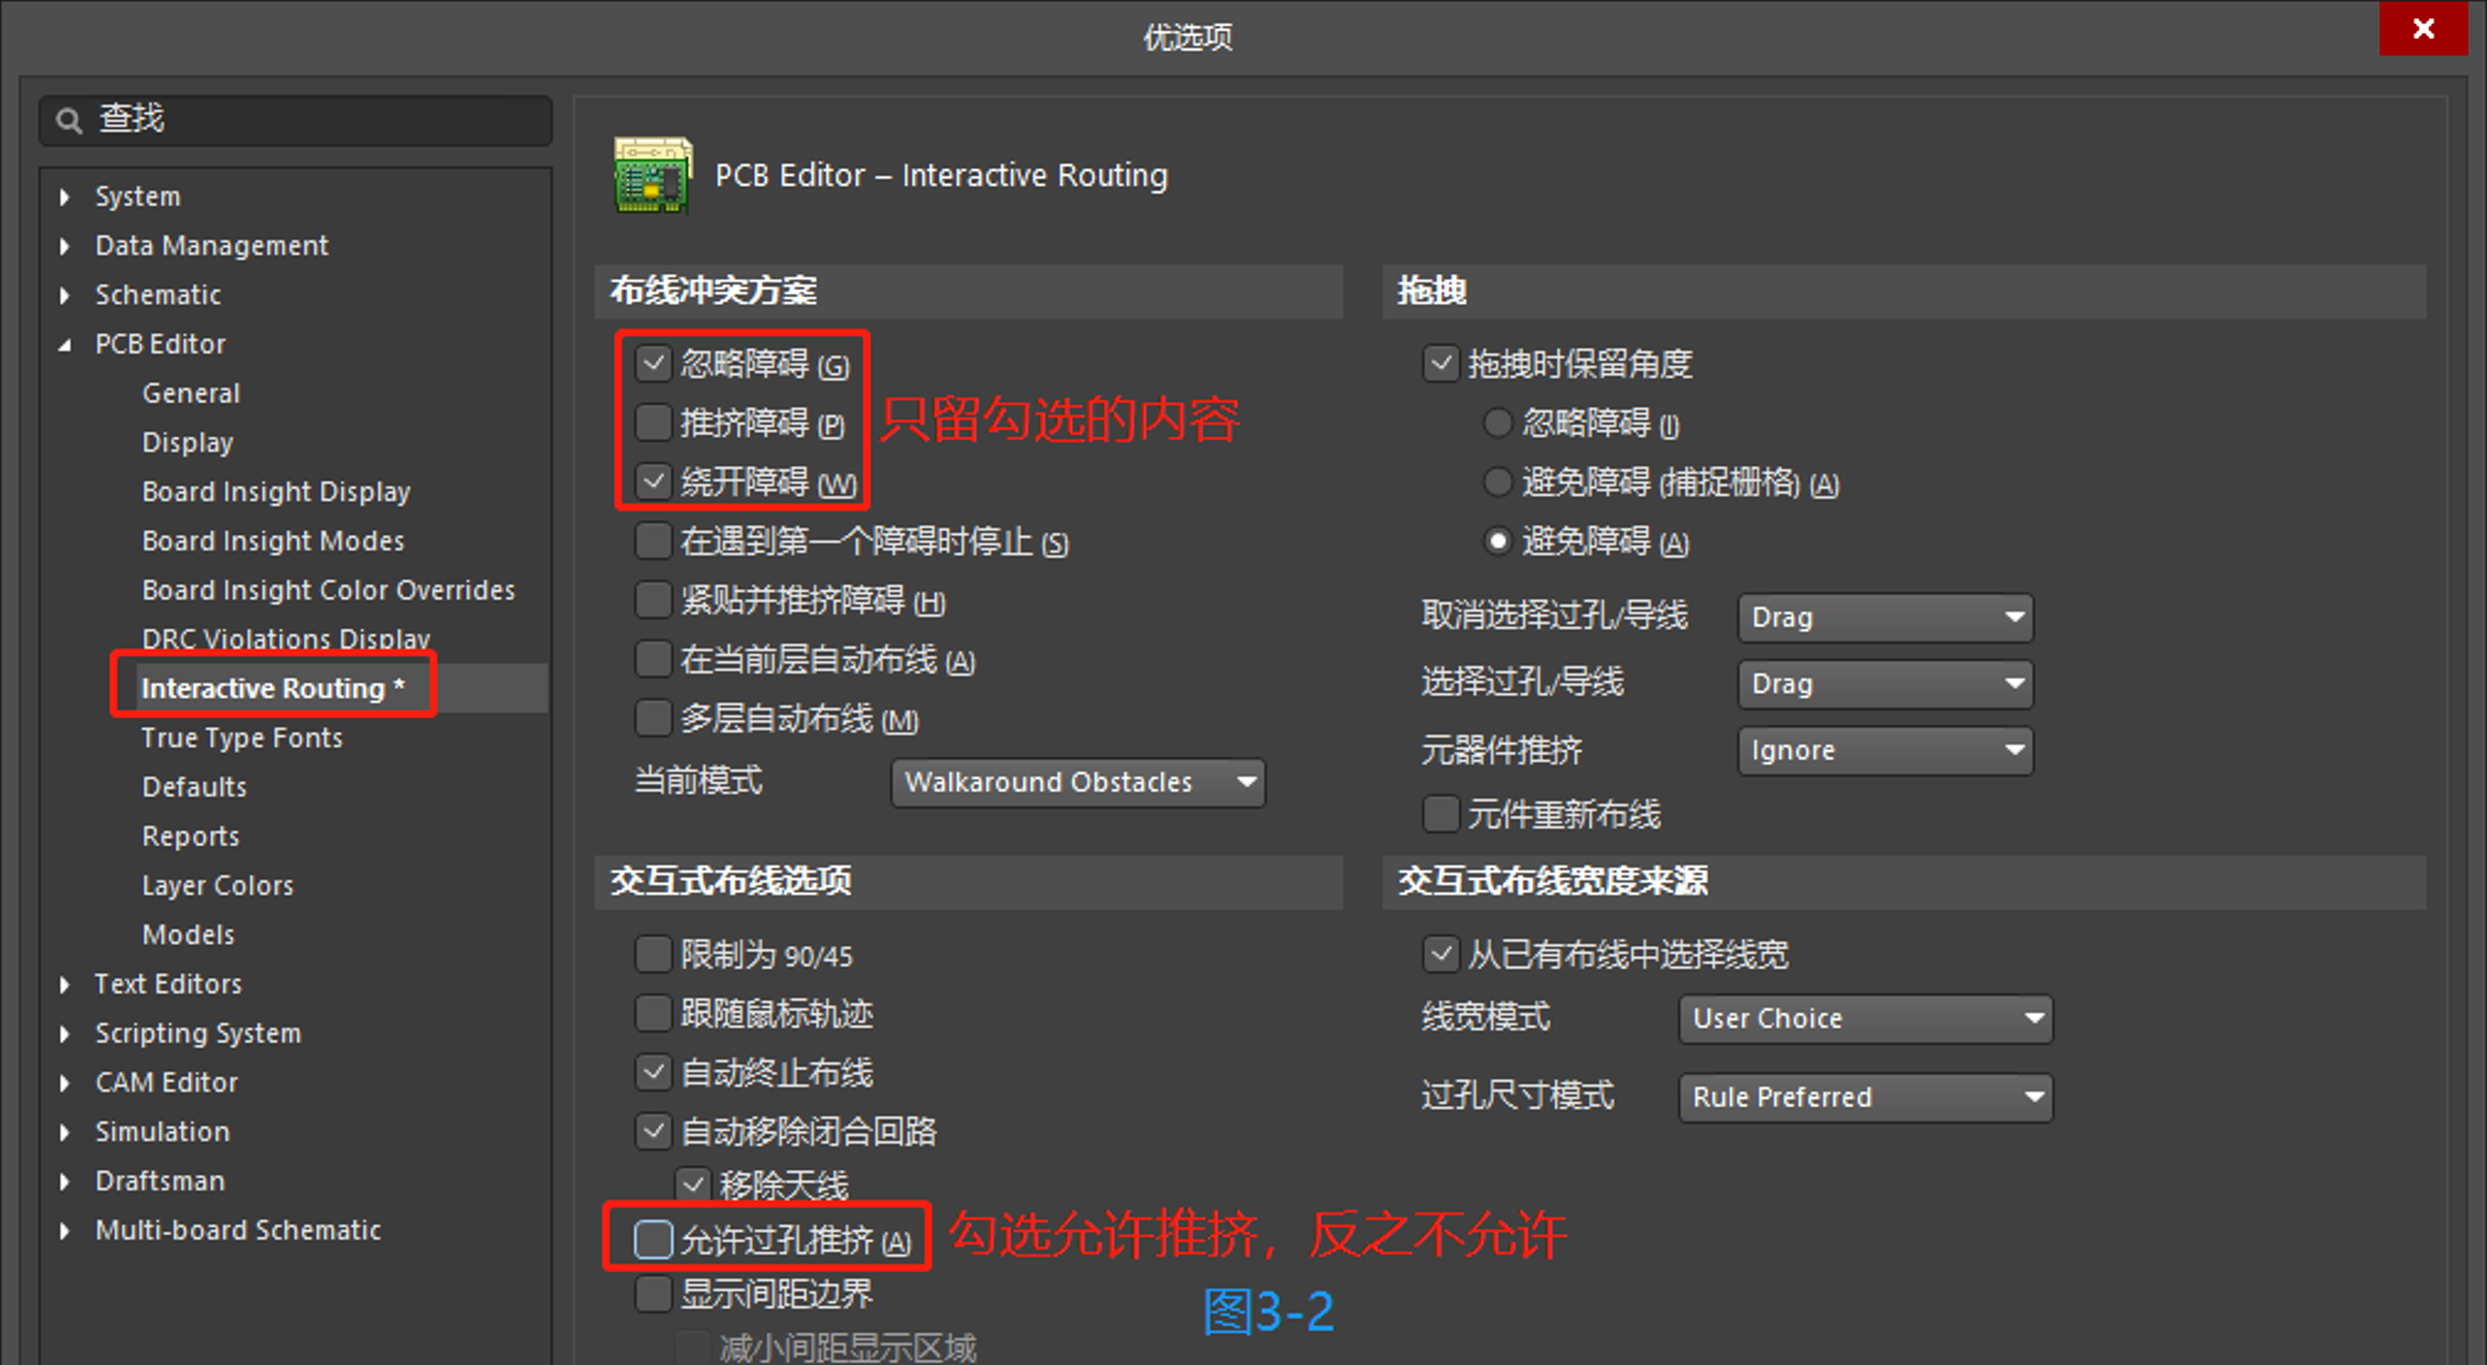 优选项
查找
System
Data Management
Schematic
PCB Editor
General
Display
Board Insight Display
Board Insight Modes
Board Insight Color Overrides
DRC Violations Display
Interactive Routing *
True Type Fonts
Defaults
Reports
Layer Colors
Models
Text Editors
Scripting System
CAM Editor
Simulation
Draftsman
Multi-board Schematic
PCB Editor – Interactive Routing
布线冲突方案
忽略障碍 (G)
推挤障碍 (P)
只留勾选的内容
绕开障碍 (W)
在遇到第一个障碍时停止 (S)
紧贴并推挤障碍 (H)
在当前层自动布线 (A)
多层自动布线 (M)
当前模式 Walkaround Obstacles
拖拽
拖拽时保留角度
忽略障碍 (I)
避免障碍 (捕捉栅格) (A)
避免障碍 (A)
取消选择过孔/导线 Drag
选择过孔/导线 Drag
元器件推挤 Ignore
元件重新布线
交互式布线选项
限制为 90/45
跟随鼠标轨迹
自动终止布线
自动移除闭合回路
移除天线
允许过孔推挤 (A)
勾选允许推挤，反之不允许
显示间距边界
减小间距显示区域
图3-2
交互式布线宽度来源
从已有布线中选择线宽
线宽模式 User Choice
过孔尺寸模式 Rule Preferred